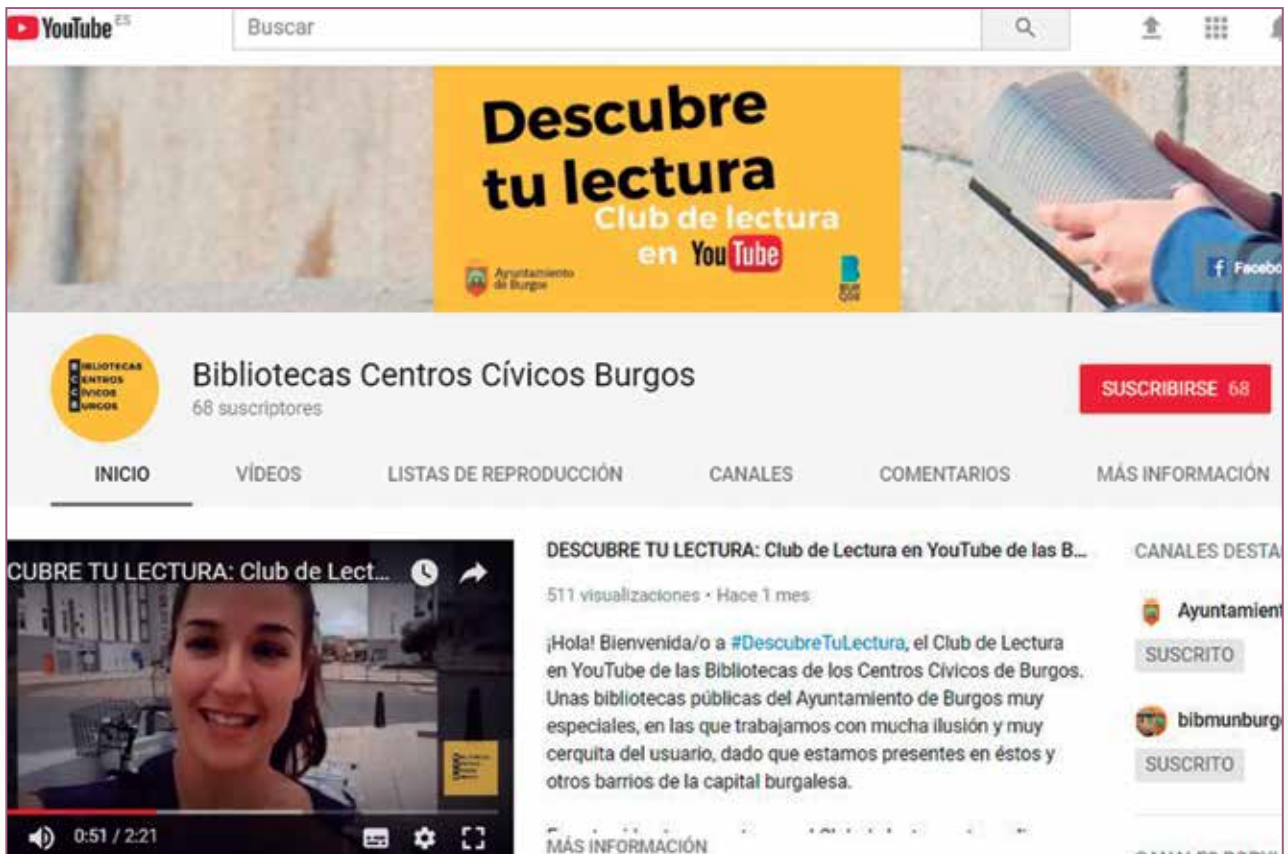 YouTube ES
Buscar
Descubre
tu lectura
Club de lectura
en YouTube
Ayuntamiento
de Burgos
B
BUR
GOS
Facebo
BIBLIOTECAS
CENTROS
CÍVICOS
BURGOS
Bibliotecas Centros Cívicos Burgos
68 suscriptores
SUSCRIBIRSE 68
INICIO VÍDEOS LISTAS DE REPRODUCCIÓN CANALES COMENTARIOS MÁS INFORMACIÓN
CUBRE TU LECTURA: Club de Lect...
0:51 / 2:21
DESCUBRE TU LECTURA: Club de Lectura en YouTube de las B...
511 visualizaciones • Hace 1 mes
¡Hola! Bienvenida/o a #DescubreTuLectura, el Club de Lectura
en YouTube de las Bibliotecas de los Centros Cívicos de Burgos.
Unas bibliotecas públicas del Ayuntamiento de Burgos muy
especiales, en las que trabajamos con mucha ilusión y muy
cerquita del usuario, dado que estamos presentes en éstos y
otros barrios de la capital burgalesa.
MÁS INFORMACIÓN
CANALES DESTA
Ayuntamient
SUSCRITO
bibmunburg
SUSCRITO